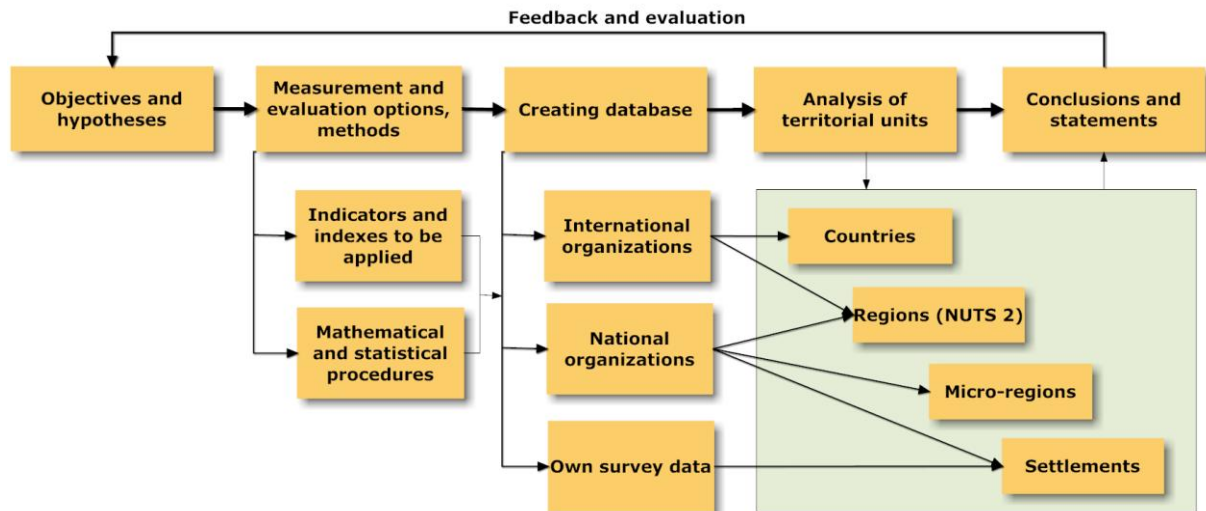 Feedback and evaluation
Objectives and
hypotheses
Measurement and
evaluation options,
methods
Creating database
Analysis of
territorial units
Conclusions and
statements
Indicators and
indexes to be
applied
Mathematical
and statistical
procedures
International
organizations
National
organizations
Own survey data
Countries
Regions (NUTS 2)
Micro-regions
Settlements